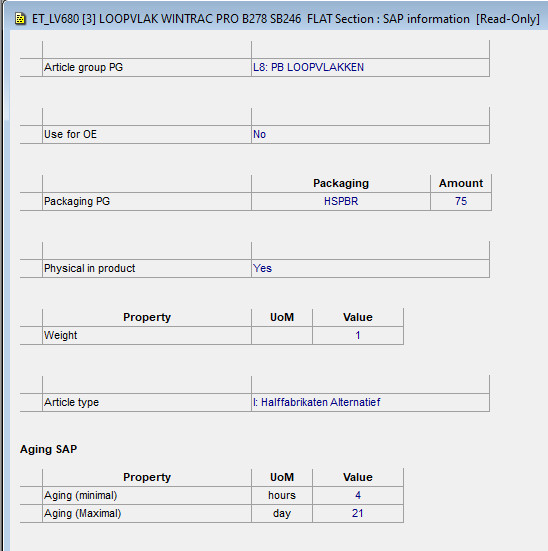 ET_LV680 [3] LOOPVLAK WINTRAC PRO B278 SB246 FLAT Section : SAP information [Read-Only]
Article group PG L8: PB LOOPVLAKKEN
Use for OE No
Packaging Amount
Packaging PG HSPBR 75
Physical in product Yes
Property UoM Value
Weight 1
Article type I: Halffabrikaten Alternatief
Aging SAP
Property UoM Value
Aging (minimal) hours 4
Aging (Maximal) day 21